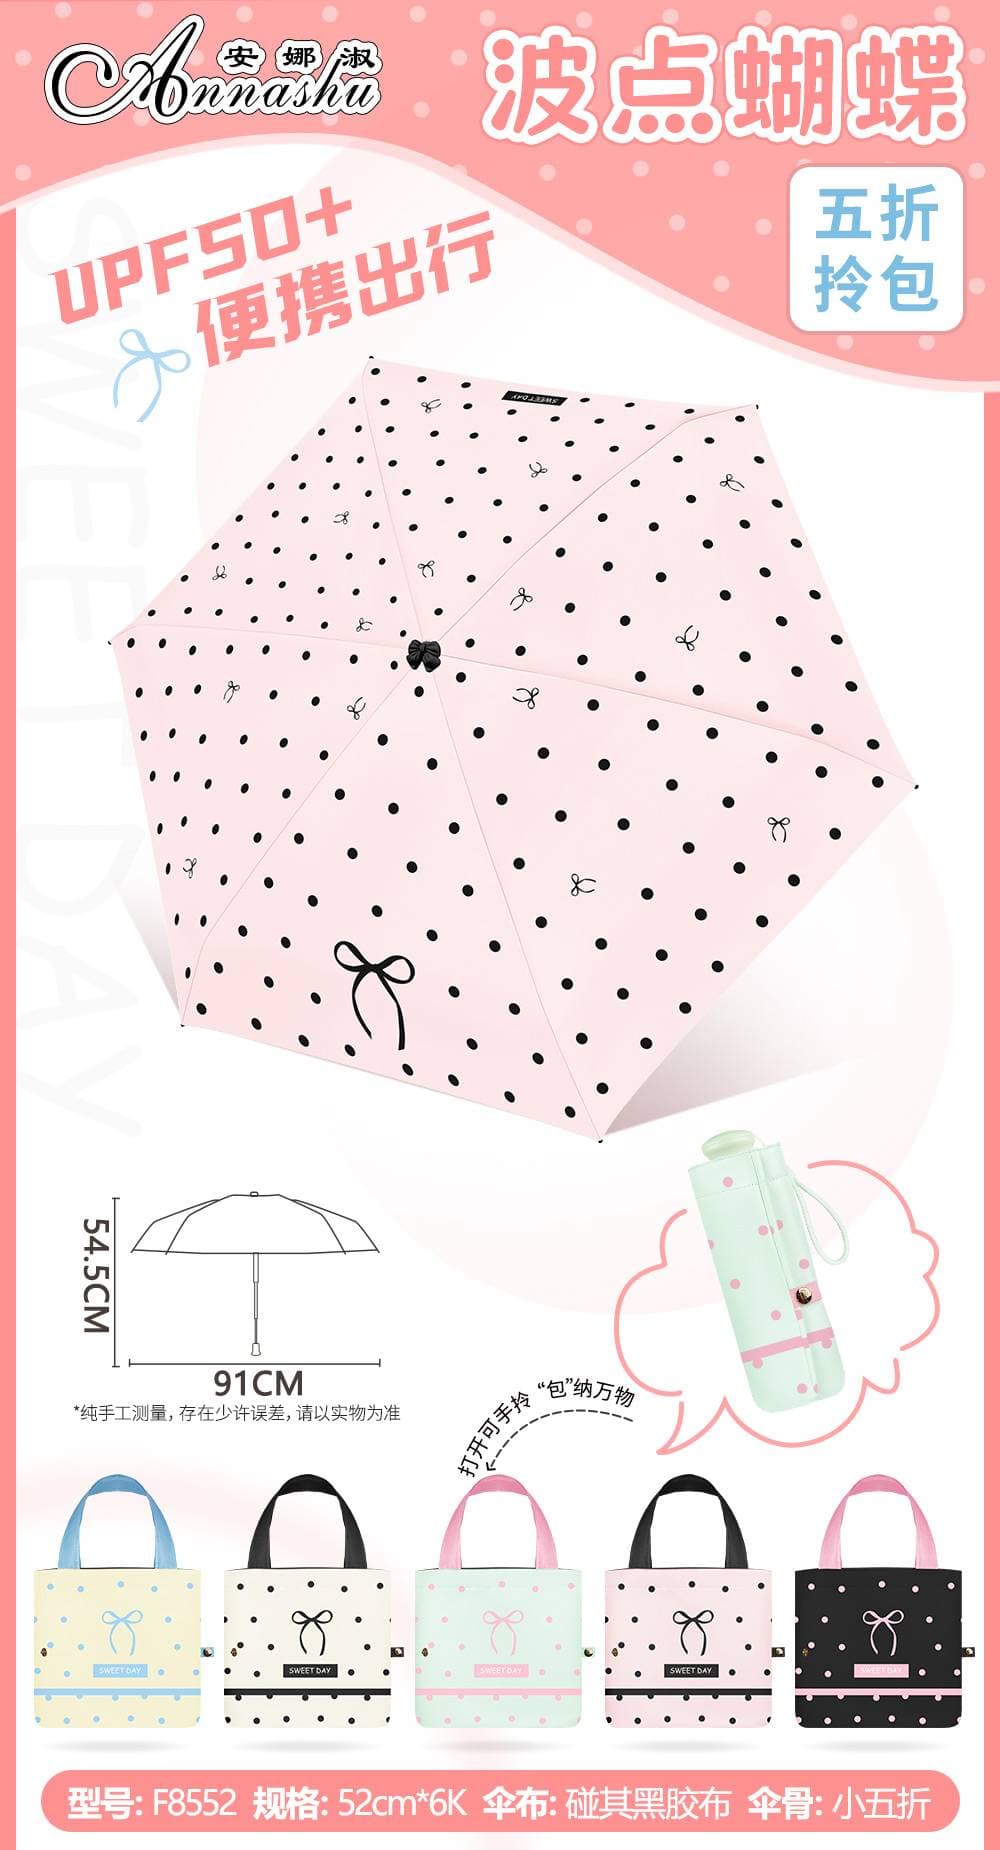 安娜淑
Annashu
波点蝴蝶
五折
拎包
UPF50+
便携出行
SWEET DAY
SWEET DAY
54.5CM
91CM
*纯手工测量，存在少许误差，请以实物为准
打开可手拎“包”纳万物
SWEET DAY
SWEET DAY
SWEET DAY
SWEET DAY
SWEET DAY
型号: F8552 规格: 52cm*6K 伞布: 碰其黑胶布 伞骨: 小五折